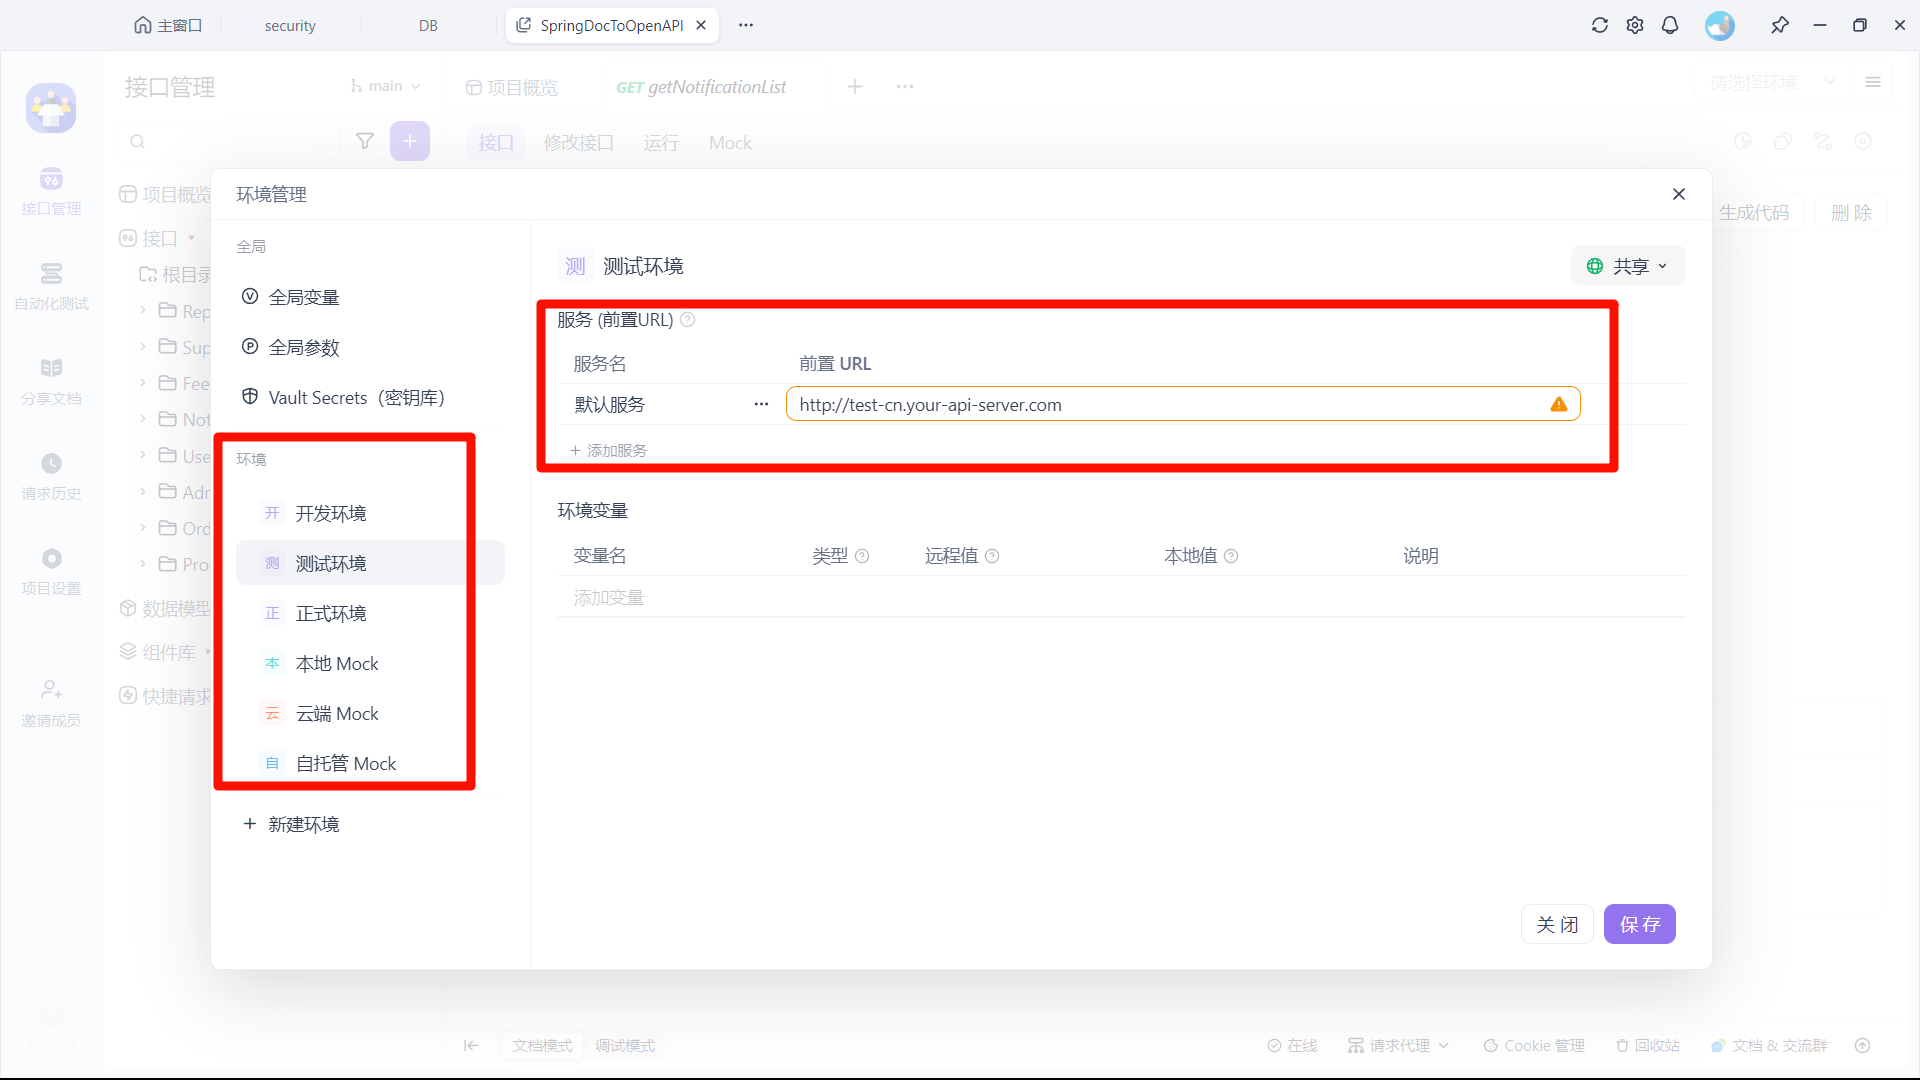 主窗口
security
DB
SpringDocToOpenAPI
接口管理
main
项目概览
GET getNotificationList
请选择环境
接口
修改接口
运行
Mock
接口管理
自动化测试
分享文档
请求历史
项目设置
邀请成员
项目概览
接口
根目录
Rep
Sup
Fee
Not
Use
Adr
Ord
Pro
数据模型
组件库
快捷请求
生成代码
删 除
环境管理
全局
全局变量
全局参数
Vault Secrets（密钥库）
环境
开 开发环境
测 测试环境
正 正式环境
本 本地 Mock
云 云端 Mock
自 自托管 Mock
新建环境
测 测试环境
共享
服务 (前置URL)
服务名 前置 URL
默认服务 http://test-cn.your-api-server.com
添加服务
环境变量
变量名 类型 远程值 本地值 说明
添加变量
关 闭
保 存
文档模式
调试模式
在线
请求代理
Cookie 管理
回收站
文档 & 交流群